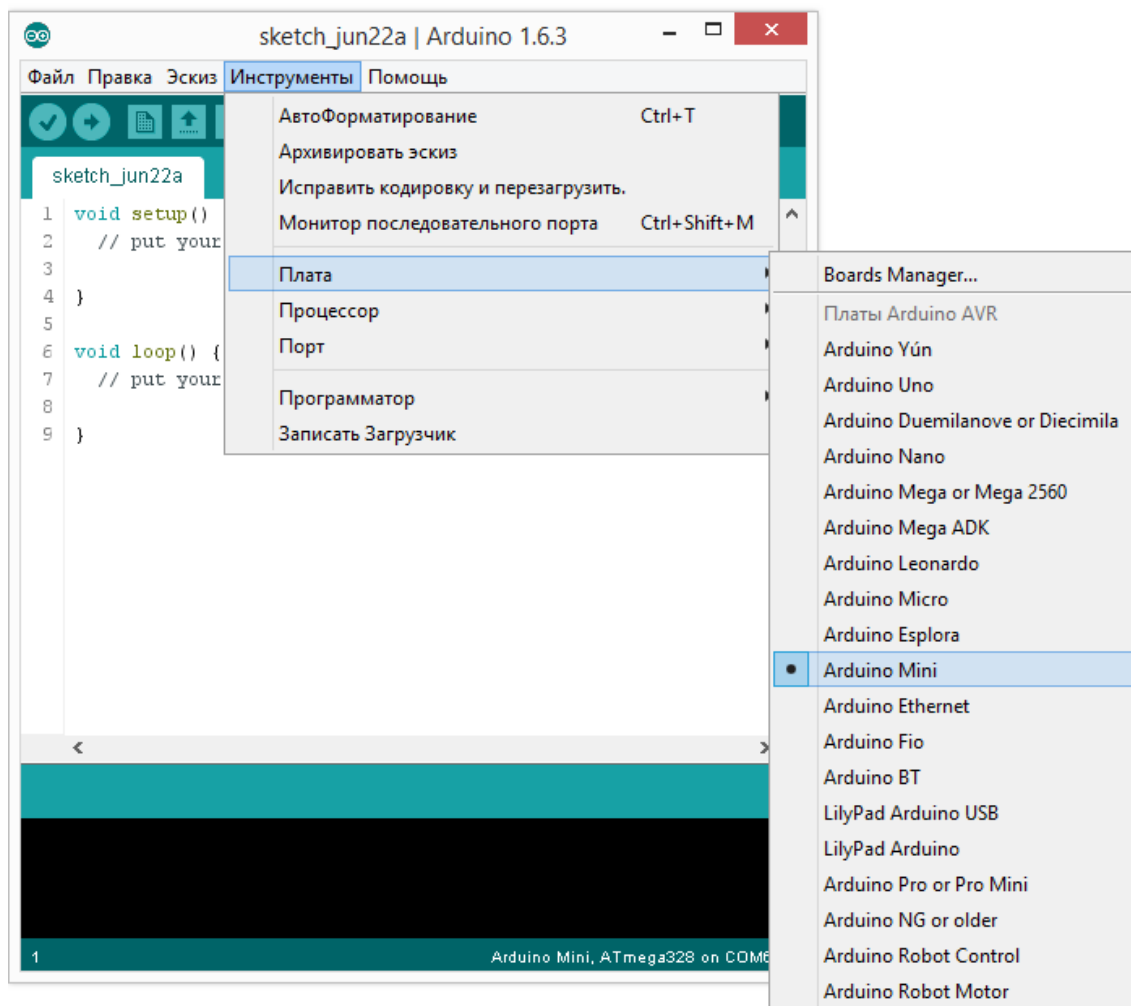 sketch_jun22a | Arduino 1.6.3
Файл Правка Эскиз Инструменты Помощь
АвтоФорматирование Ctrl+T
Архивировать эскиз
Исправить кодировку и перезагрузить.
Монитор последовательного порта Ctrl+Shift+M
Плата
Процессор
Порт
Программатор
Записать Загрузчик
sketch_jun22a
1 void setup()
2 // put your
3
4 }
5
6 void loop() {
7 // put your
8
9 }
Boards Manager...
Платы Arduino AVR
Arduino Yún
Arduino Uno
Arduino Duemilanove or Diecimila
Arduino Nano
Arduino Mega or Mega 2560
Arduino Mega ADK
Arduino Leonardo
Arduino Micro
Arduino Esplora
Arduino Mini
Arduino Ethernet
Arduino Fio
Arduino BT
LilyPad Arduino USB
LilyPad Arduino
Arduino Pro or Pro Mini
Arduino NG or older
Arduino Robot Control
Arduino Robot Motor
1 Arduino Mini, ATmega328 on COM6